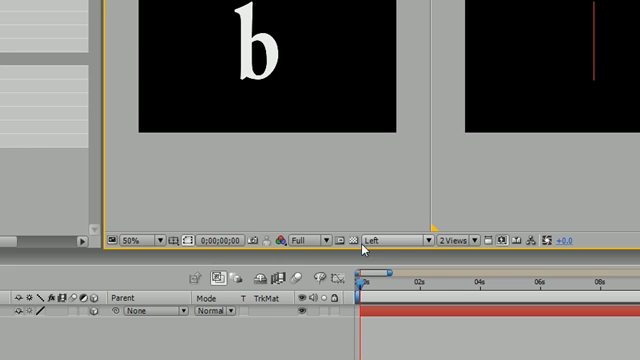 b
50% 0;00;00;00 Full Left 2 Views +0.0
0s 02s 04s 06s 08s
Parent Mode T TrkMat
None Normal